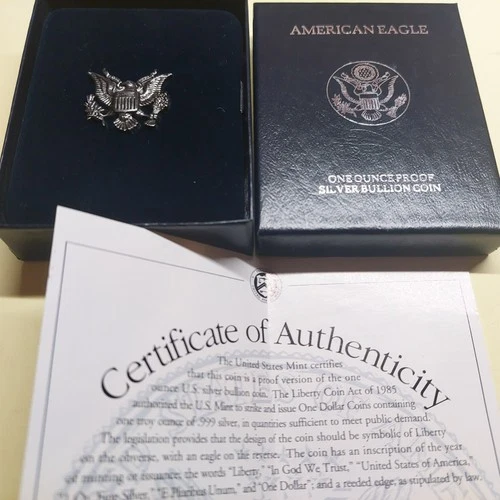 AMERICAN EAGLE
ONE OUNCE PROOF
SILVER BULLION COIN
Certificate of Authenticity
The United States Mint certifies
that this coin is a proof version of the one
ounce U.S. silver bullion coin. The Liberty Coin Act of 1985
authorized the U.S. Mint to strike and issue One Dollar Coins containing
one troy ounce of .999 silver, in quantities sufficient to meet public demand.
The legislation provides that the design of the coin should be symbolic of Liberty
on the obverse, with an eagle on the reverse. The coin has an inscription of the year
of minting or issuance; the words "Liberty," "In God We Trust," "United States of America,"
Fine Silver," "E Pluribus Unum," and "One Dollar"; and a reeded edge, as stipulated by law.